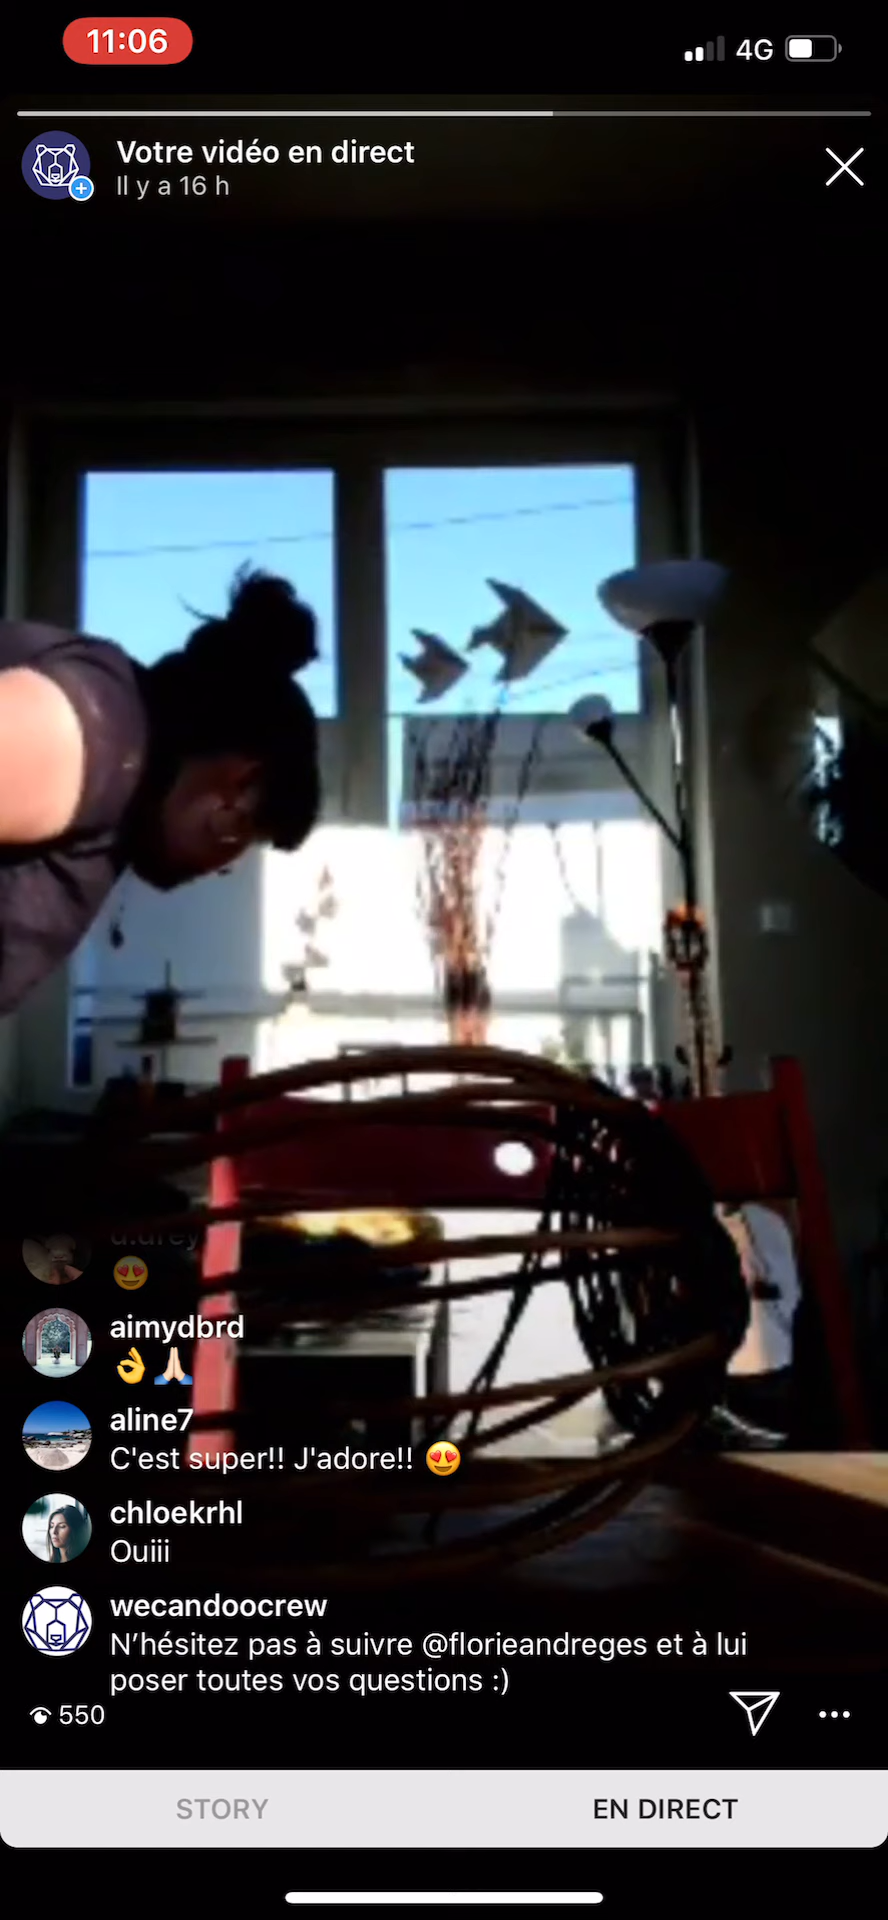 11:06
4G
Votre vidéo en direct
Il y a 16 h
😍
aimydbrd
👌🙏🏻
aline7
C'est super!! J'adore!! 😍
chloekrhl
Ouiii
wecandoocrew
N’hésitez pas à suivre @florieandreges et à lui
poser toutes vos questions :)
550
STORY
EN DIRECT